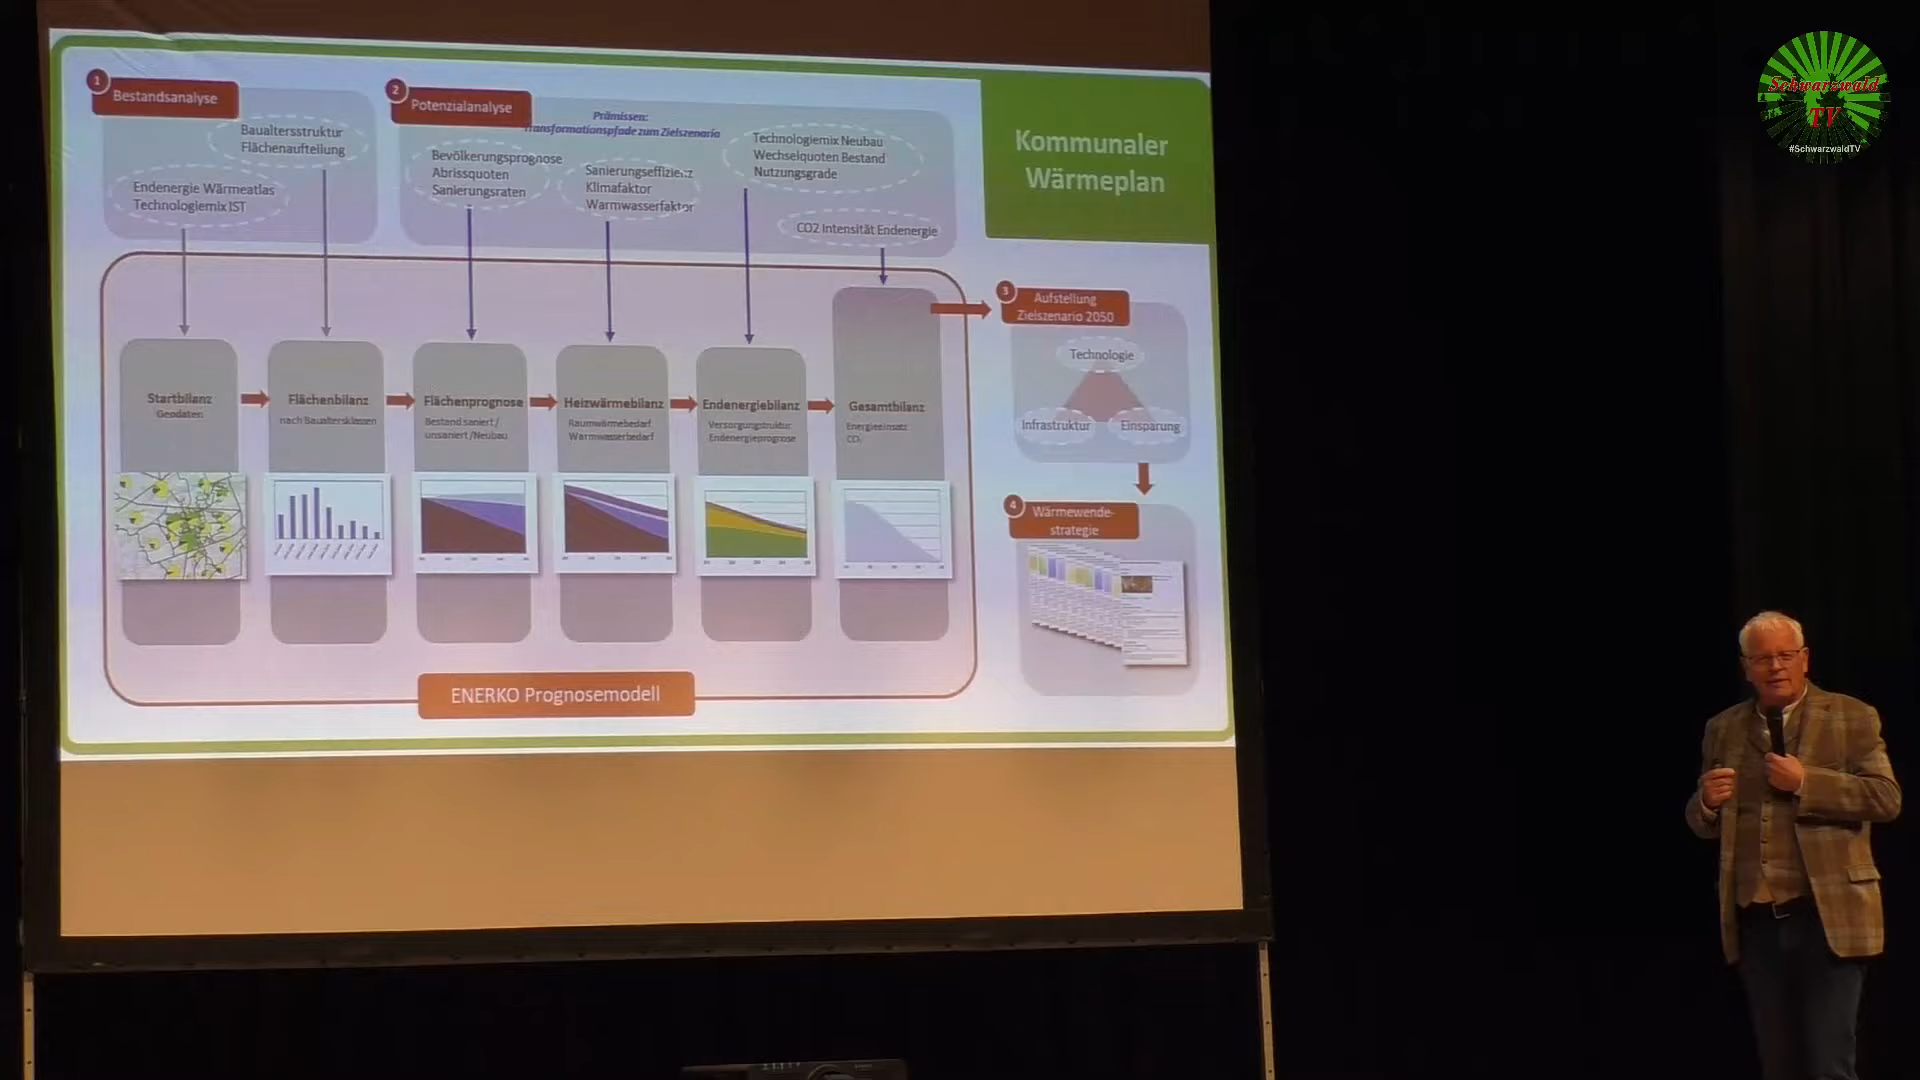 1
Bestandsanalyse
Baualtersstruktur
Flächenaufteilung
Endenergie Wärmeatlas
Technologiemix IST
2
Potenzialanalyse
Prämissen:
Transformationspfade zum Zielszenario
Bevölkerungsprognose
Abrissquoten
Sanierungsraten
Sanierungseffizienz
Klimafaktor
Warmwasserfaktor
Technologiemix Neubau
Wechselquoten Bestand
Nutzungsgrade
CO2 Intensität Endenergie
Kommunaler
Wärmeplan
Startbilanz
Geodaten
Flächenbilanz
nach Baualtersklassen
Flächenprognose
Bestand saniert /
unsaniert /Neubau
Heizwärmebilanz
Raumwärmebedarf
Warmwasserbedarf
Endenergiebilanz
Versorgungstruktur
Endenergieprognose
Gesamtbilanz
Energieeinsatz
CO₂
ENERKO Prognosemodell
3
Aufstellung
Zielszenario 2050
Technologie
Infrastruktur
Einsparung
4
Wärmewende-
strategie
Schwarzwald
TV
#SchwarzwaldTV